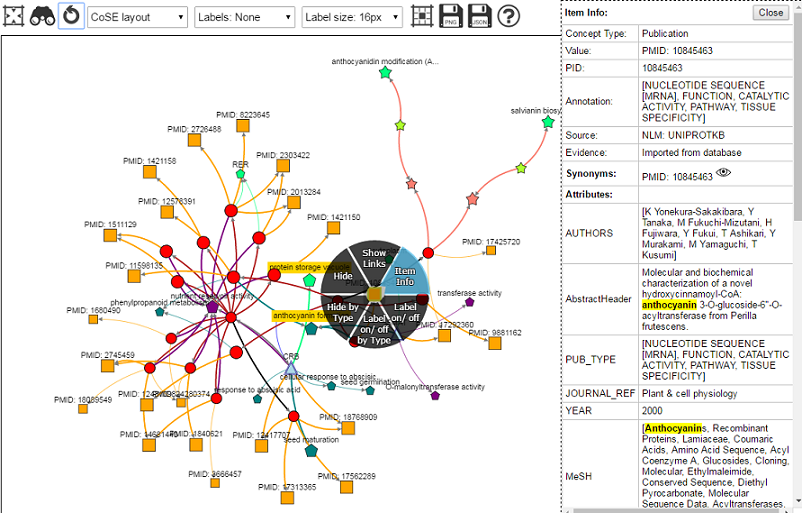 CoSE layout
Labels: None
Label size: 16px
PNG
JSON
?
anthocyanidin modification (A...
salvianin biosy
PMID: 8223645
PMID: 2726488
PMID: 2303422
PMID: 1421158
RER
PMID: 12578391
PMID: 2013284
PMID: 1511129
PMID: 1421150
PMID: 17425720
PMID: 11598135
protein storage vacuole
nutrient reservoir activity
phenylpropanoid metabolic
PMID: 1680490
anthocyanin for
transferase activity
PMID: 47292360
PMID: 9881162
PMID: 2745459
CRB
cellular response to abscisic
response to abscisic acid
seed germination
O-malonyltransferase activity
PMID: 18089549
PMID: 18768909
PMID: 1840621
PMID: 12417707
seed maturation
PMID: 3666457
PMID: 17562289
PMID: 17313365
Show
Links
Hide
Item
Info
Hide by
Type
Label
on/ off
by Type
Label
on/ off
Item Info:
Close
Concept Type: Publication
Value: PMID: 10845463
PID: 10845463
Annotation: [NUCLEOTIDE SEQUENCE
[MRNA], FUNCTION, CATALYTIC
ACTIVITY, PATHWAY, TISSUE
SPECIFICITY]
Source: NLM: UNIPROTKB
Evidence: Imported from database
Synonyms: PMID: 10845463
Attributes:
AUTHORS [K Yonekura-Sakakibara, Y
Tanaka, M Fukuchi-Mizutani, H
Fujiwara, Y Fukui, T Ashikari, Y
Murakami, M Yamaguchi, T
Kusumi]
AbstractHeader Molecular and biochemical
characterization of a novel
hydroxycinnamoyl-CoA:
anthocyanin 3-O-glucoside-6"-O-
acyltransferase from Perilla
frutescens.
PUB_TYPE [NUCLEOTIDE SEQUENCE
[MRNA], FUNCTION, CATALYTIC
ACTIVITY, PATHWAY, TISSUE
SPECIFICITY]
JOURNAL_REF Plant & cell physiology
YEAR 2000
MeSH [Anthocyanins, Recombinant
Proteins, Lamiaceae, Coumaric
Acids, Amino Acid Sequence, Acyl
Coenzyme A, Glucosides, Cloning,
Molecular, Ethylmaleimide,
Conserved Sequence, Diethyl
Pyrocarbonate, Molecular
Sequence Data, Acyltransferases,